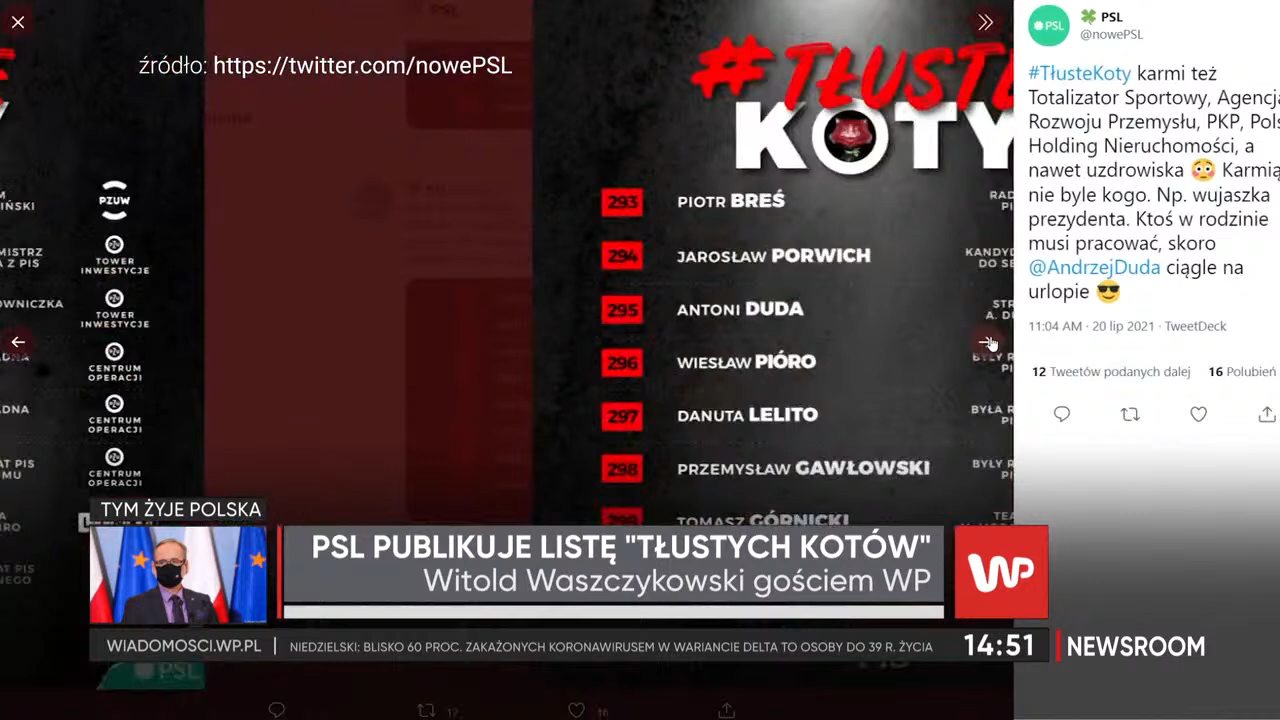 źródło: https://twitter.com/nowePSL
#TŁUSTE
KOTY
PZUW
TOWER
INWESTYCJE
TOWER
INWESTYCJE
CENTRUM
OPERACJI
CENTRUM
OPERACJI
CENTRUM
OPERACJI
293 PIOTR BREŚ
294 JAROSŁAW PORWICH
295 ANTONI DUDA
296 WIESŁAW PIÓRO
297 DANUTA LELITO
298 PRZEMYSŁAW GAWŁOWSKI
299 TOMASZ GÓRNICKI
PSL
@nowePSL
#TłusteKoty karmi też
Totalizator Sportowy, Agencja
Rozwoju Przemysłu, PKP, Pols
Holding Nieruchomości, a
nawet uzdrowiska 😳 Karmią
nie byle kogo. Np. wujaszka
prezydenta. Ktoś w rodzinie
musi pracować, skoro
@AndrzejDuda ciągle na
urlopie 😎
11:04 AM · 20 lip 2021 · TweetDeck
12 Tweetów podanych dalej 16 Polubień
TYM ŻYJE POLSKA
PSL PUBLIKUJE LISTĘ "TŁUSTYCH KOTÓW"
Witold Waszczykowski gościem WP
WP
WIADOMOSCI.WP.PL
NIEDZIELSKI: BLISKO 60 PROC. ZAKAŻONYCH KORONAWIRUSEM W WARIANCIE DELTA TO OSOBY DO 39 R. ŻYCIA
14:51
NEWSROOM
PSL
12 16